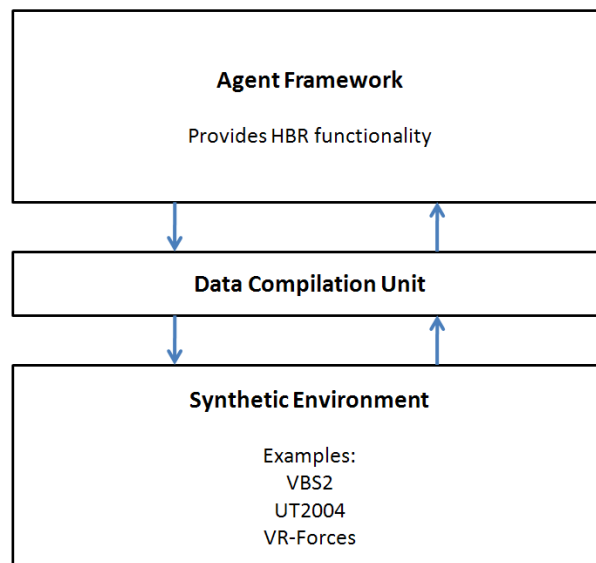 Agent Framework
Provides HBR functionality
Data Compilation Unit
Synthetic Environment
Examples:
VBS2
UT2004
VR-Forces